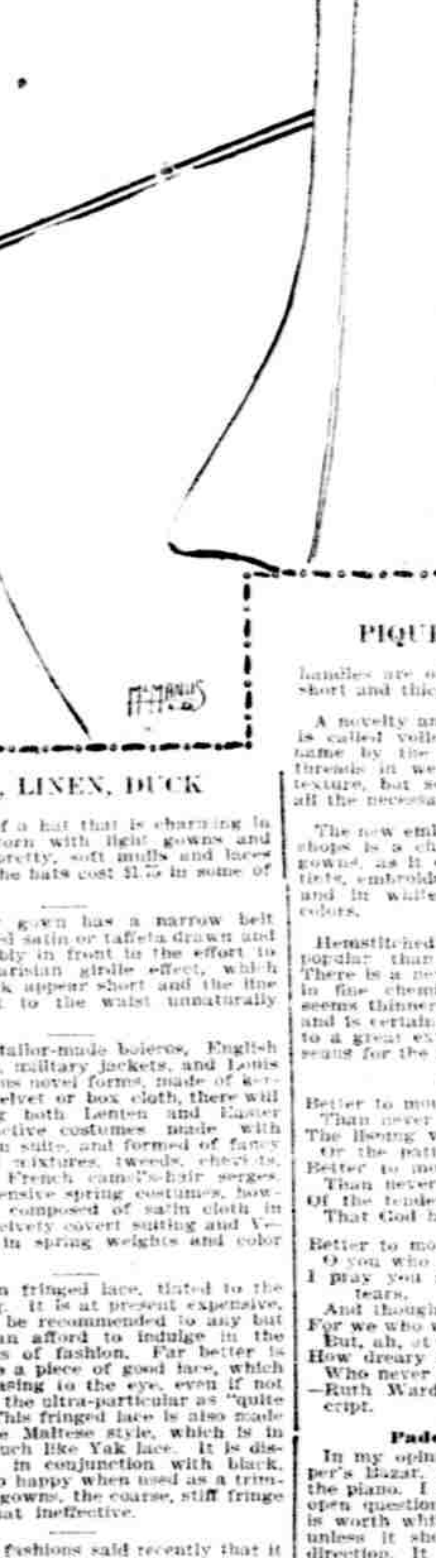 McMANUS
, LINEN, DUCK
f a hat that is charming in
orn with light gowns and
pretty, soft mulls and laces
he hats cost $1.75 in some of
gown has a narrow belt
d satin or taffeta drawn and
bly in front in the effort to
arisian girdle effect, which
k appear short and the line
t to the waist unnaturally
tailor-made boleros, English
, military jackets, and Louis
us novel forms, made of ker-
elvet or box cloth, there will
g both Lenten and Easter
ctive costumes made with
n suits, and formed of fancy
mixtures, tweeds, cheviots,
French camel's-hair serges.
ensive spring costumes, how-
composed of satin cloth in
elvety covert suiting and V-
in spring weights and color
n fringed lace, tinted to the
g. It is at present expensive,
be recommended to any but
an afford to indulge in the
s of fashion. Far better is
s a piece of good lace, which
asing to the eye, even if not
the ultra-particular as "quite
This fringed lace is also made
e Maltese style, which is in
uch like Yak lace. It is dis-
in conjunction with black,
o happy when used as a trim-
gowns, the coarse, stiff fringe
at ineffective.
fashions said recently that it
PIQUE
handles are o
short and thic
A novelty
is called voile
name by the
threads in we
texture, but s
all the necessa
The new emb
shops is a ch
gowns, as it
tints, embroid
and in white
colors.
Hemstitched
popular than
There is a ne
in fine chemi
seems thinner
and is certain
to a great ex
seaus for the
Better to mou
Than never
The lisping v
Or the patt
Better to mo
Than never
Of the tende
That God h
Better to mo
O you who
I pray you
tears.
And though
For we who w
But, ah, at
How dreary
Who never
—Ruth Ward
cript.
Pade
In my opin
per's Bazar,
the piano. I
open question
is worth whi
unless it she
direction. It